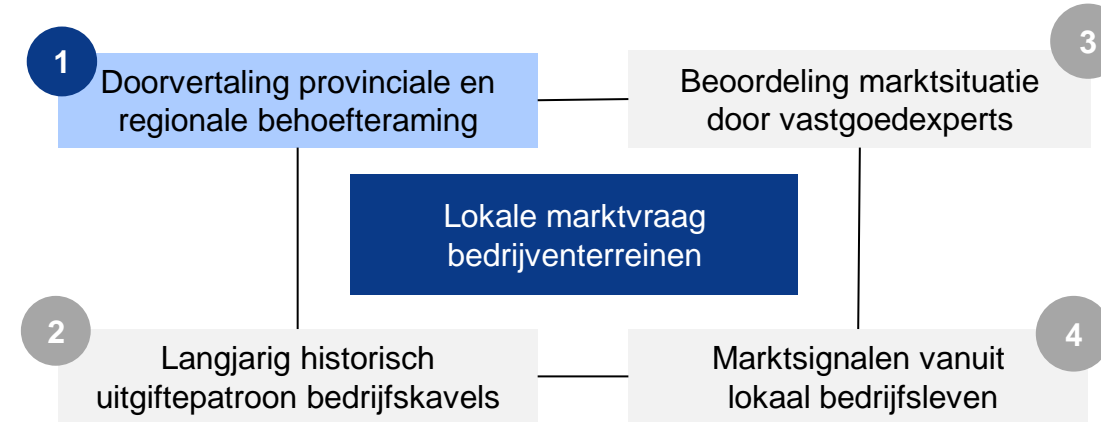 1
Doorvertaling provinciale en
regionale behoefteraming
3
Beoordeling marktsituatie
door vastgoedexperts
Lokale marktvraag
bedrijventerreinen
2
Langjarig historisch
uitgiftepatroon bedrijfskavels
4
Marktsignalen vanuit
lokaal bedrijfsleven